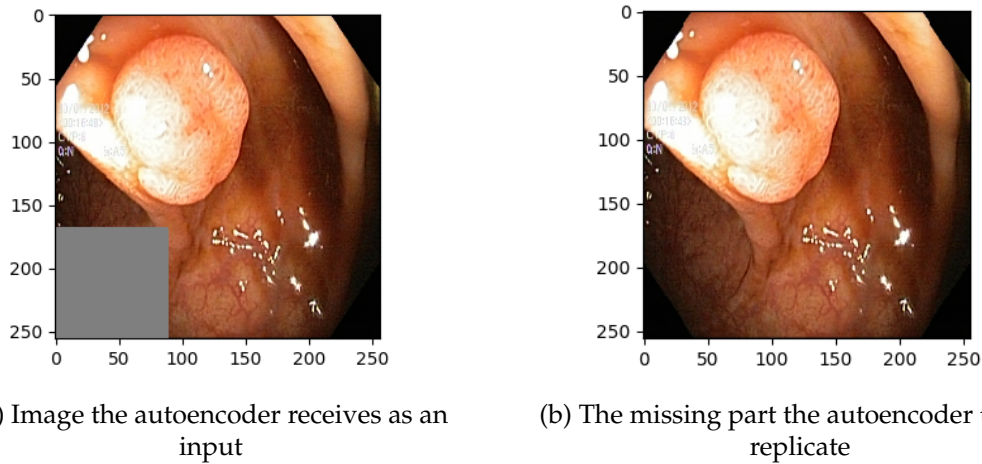 0
50
100
150
200
250
0 50 100 150 200 250
0
50
100
150
200
250
0 50 100 150 200 250
) Image the autoencoder receives as an
input
(b) The missing part the autoencoder
replicate